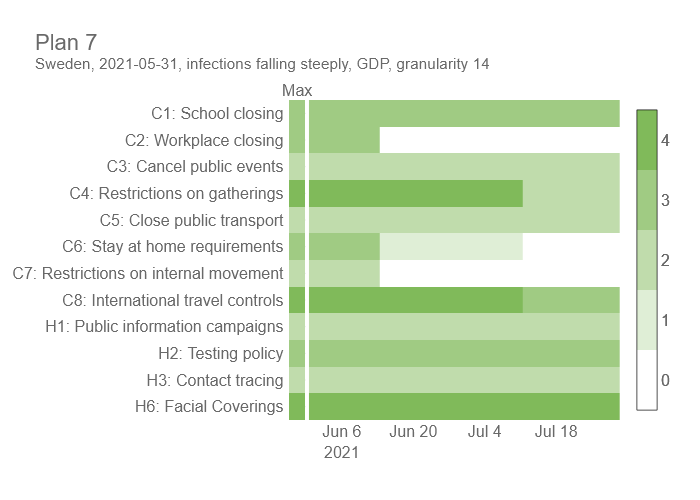 Plan 7
Sweden, 2021-05-31, infections falling steeply, GDP, granularity 14
Max
C1: School closing
C2: Workplace closing
C3: Cancel public events
C4: Restrictions on gatherings
C5: Close public transport
C6: Stay at home requirements
C7: Restrictions on internal movement
C8: International travel controls
H1: Public information campaigns
H2: Testing policy
H3: Contact tracing
H6: Facial Coverings
Jun 6 Jun 20 Jul 4 Jul 18
2021
4
3
2
1
0